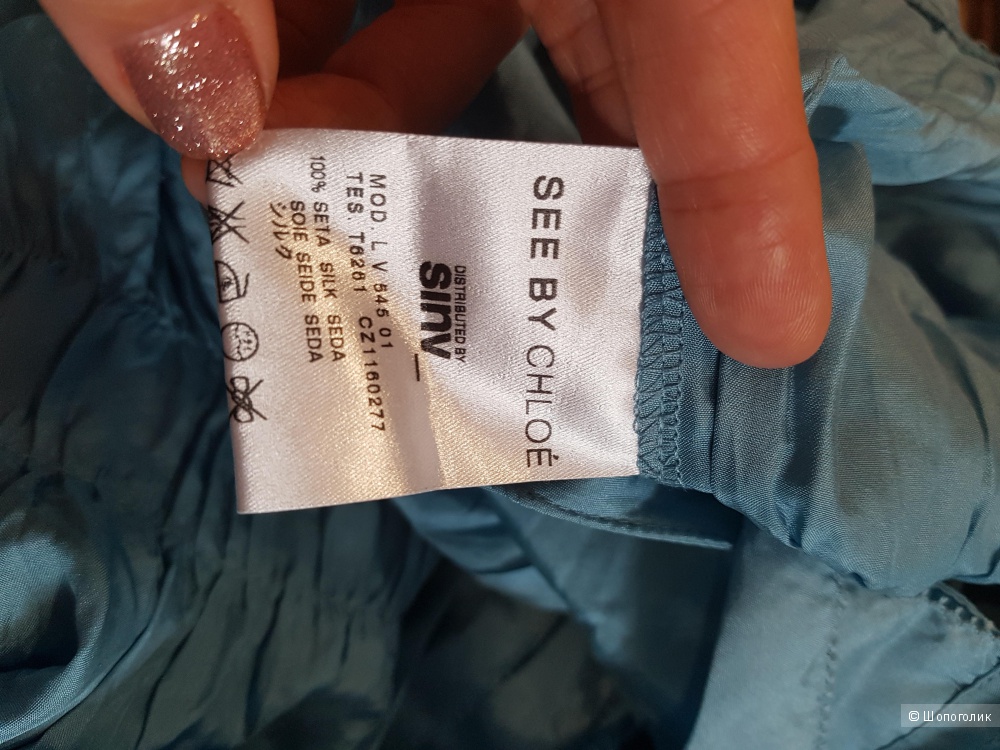 SEE BY CHLOÉ
DISTRIBUTED BY
sinv
MOD. L V 545 01
TES. T6281 CZ1160277
100% SETA SILK SEDA
SOIE SEIDE SEDA
シルク
© Шопоголик